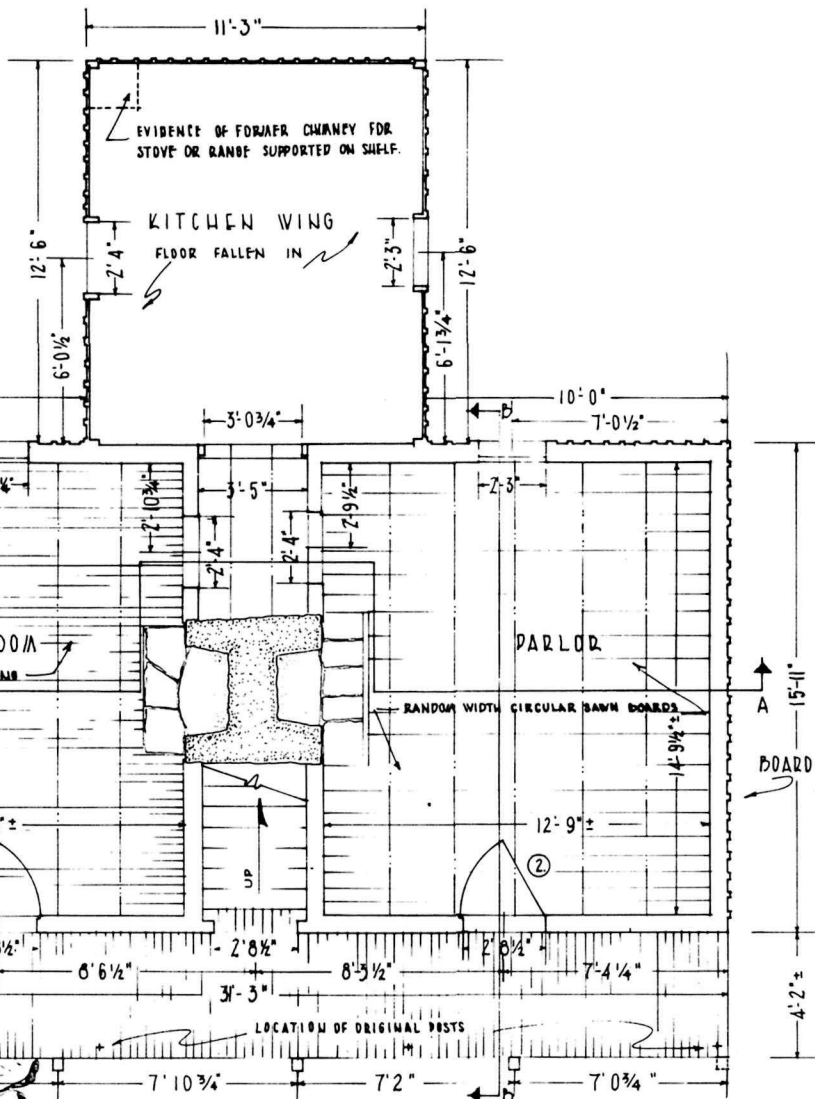 11'-3"
EVIDENCE OF FORMER CHIMNEY FOR
STOVE OR RANGE SUPPORTED ON SHELF.
KITCHEN WING
FLOOR FALLEN IN
12'-6"
2'4"
2'-3"
12'-6"
6'-0½"
6'-1¾"
10'-0"
3'-0¾"
B
7'-0½"
3'-5"
2'-3"
2'-10¾"
2'-9½"
2'-4"
2'-4"
PARLOR
RANDOM WIDTH CIRCULAR SAWN BOARDS
A
15'-11"
14'-9½"±
BOARD
12'-9"±
"±
2.
UP
2'8½"
2'-8½"
8'6½"
8'-3½"
7'-4¼"
31'-3"
4'-2"±
LOCATION OF ORIGINAL POSTS
7'10¾"
7'2"
7'0¾"
B